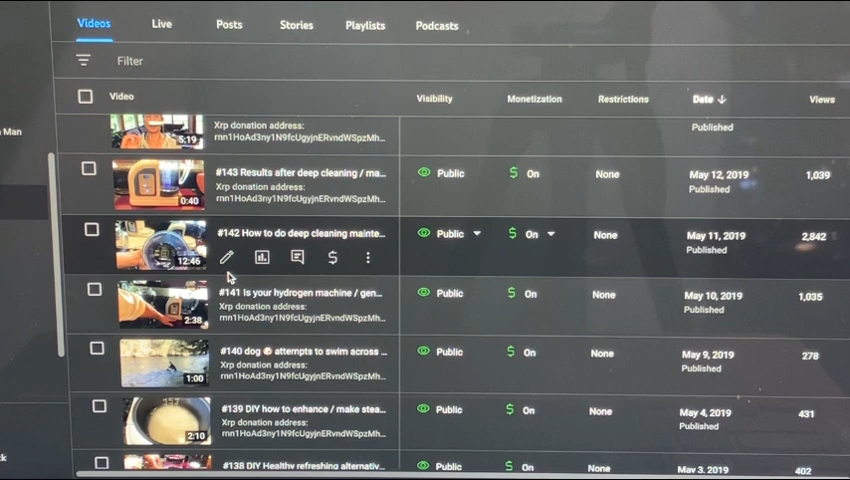 Videos Live Posts Stories Playlists Podcasts
Filter
Video Visibility Monetization Restrictions Date ↓ Views
Man
5:19
Xrp donation address:
rnn1HoAd3ny1N9fcUgyjnERvndWSpzMh...
Published
0:40
#143 Results after deep cleaning / ma...
Xrp donation address:
rnn1HoAd3ny1N9fcUgyjnERvndWSpzMh...
Public $ On None May 12, 2019 1,039
Published
12:46
#142 How to do deep cleaning mainte...
$
Public $ On None May 11, 2019 2,842
Published
2:38
#141 Is your hydrogen machine / gen...
Xrp donation address:
rnn1HoAd3ny1N9fcUgyjnERvndWSpzMh...
Public $ On None May 10, 2019 1,035
Published
1:00
#140 dog 🐶 attempts to swim across ...
Xrp donation address:
rnn1HoAd3ny1N9fcUgyjnERvndWSpzMh...
Public $ On None May 9, 2019 278
Published
2:10
#139 DIY how to enhance / make stea...
Xrp donation address:
rnn1HoAd3ny1N9fcUgyjnERvndWSpzMh...
Public $ On None May 4, 2019 431
Published
#138 DIY Healthy refreshing alternativ...
Public $ On None May 3, 2019 402